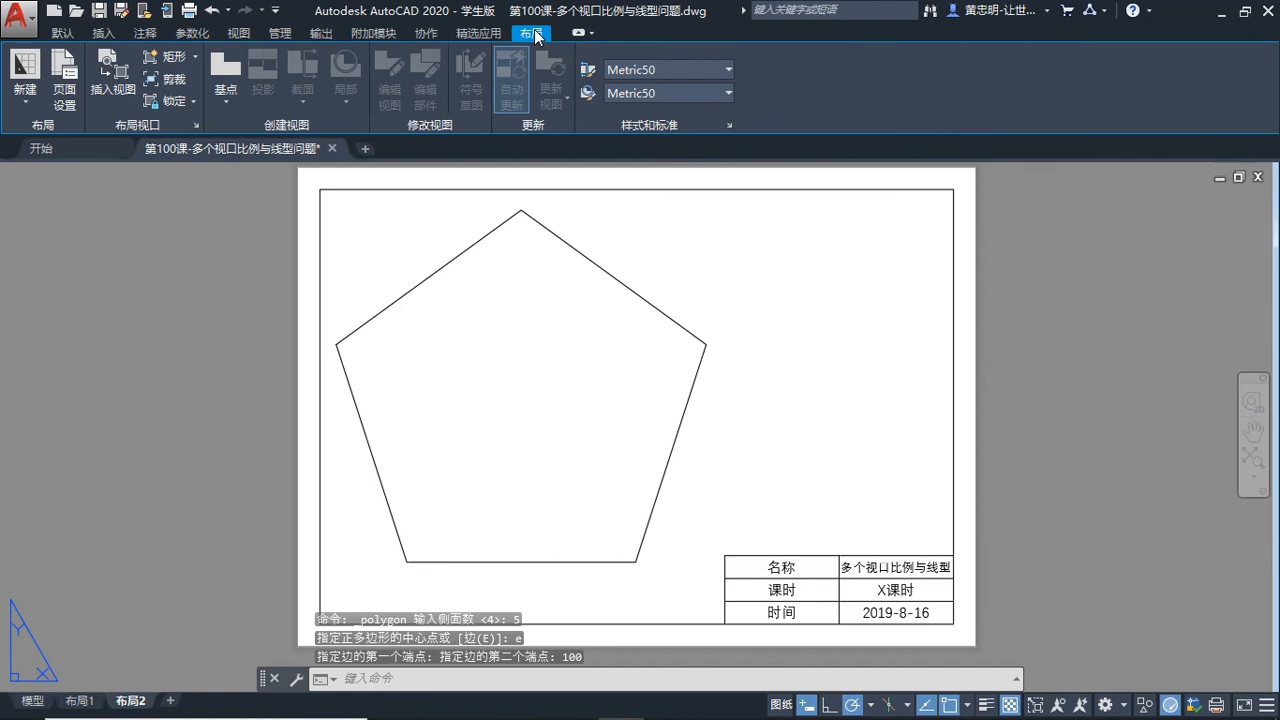 Autodesk AutoCAD 2020 - 学生版 第100课-多个视口比例与线型问题.dwg
键入关键字或短语
黄忠明-让世...
默认 插入 注释 参数化 视图 管理 输出 附加模块 协作 精选应用
新建
页面设置
插入视图
矩形
剪裁
锁定
基点
投影
截面
局部
编辑视图
编辑部件
符号草图
自动更新
更新视图
Metric50
Metric50
布局 布局视口 创建视图 修改视图 更新 样式和标准
开始 第100课-多个视口比例与线型问题*
名称 多个视口比例与线型
课时 X课时
时间 2019-8-16
命令: _polygon 输入侧面数 <4>: 5
指定正多边形的中心点或 [边(E)]: e
指定边的第一个端点: 指定边的第二个端点: 100
键入命令
Y
X
2D
模型 布局1 布局2
图纸